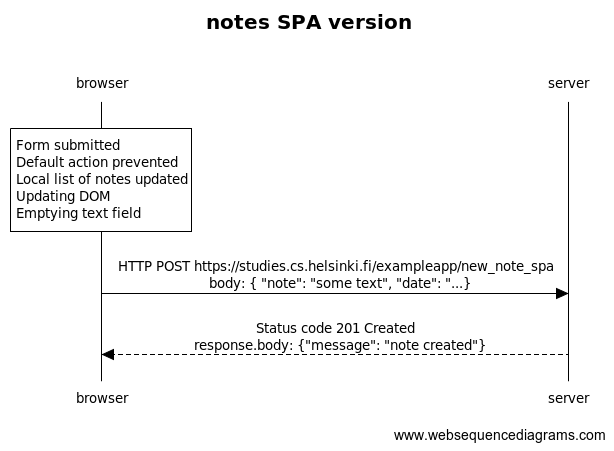 notes SPA version
browser
server
Form submitted
Default action prevented
Local list of notes updated
Updating DOM
Emptying text field
HTTP POST https://studies.cs.helsinki.fi/exampleapp/new_note_spa
body: { "note": "some text", "date": "...}
Status code 201 Created
response.body: {"message": "note created"}
browser
server
www.websequencediagrams.com